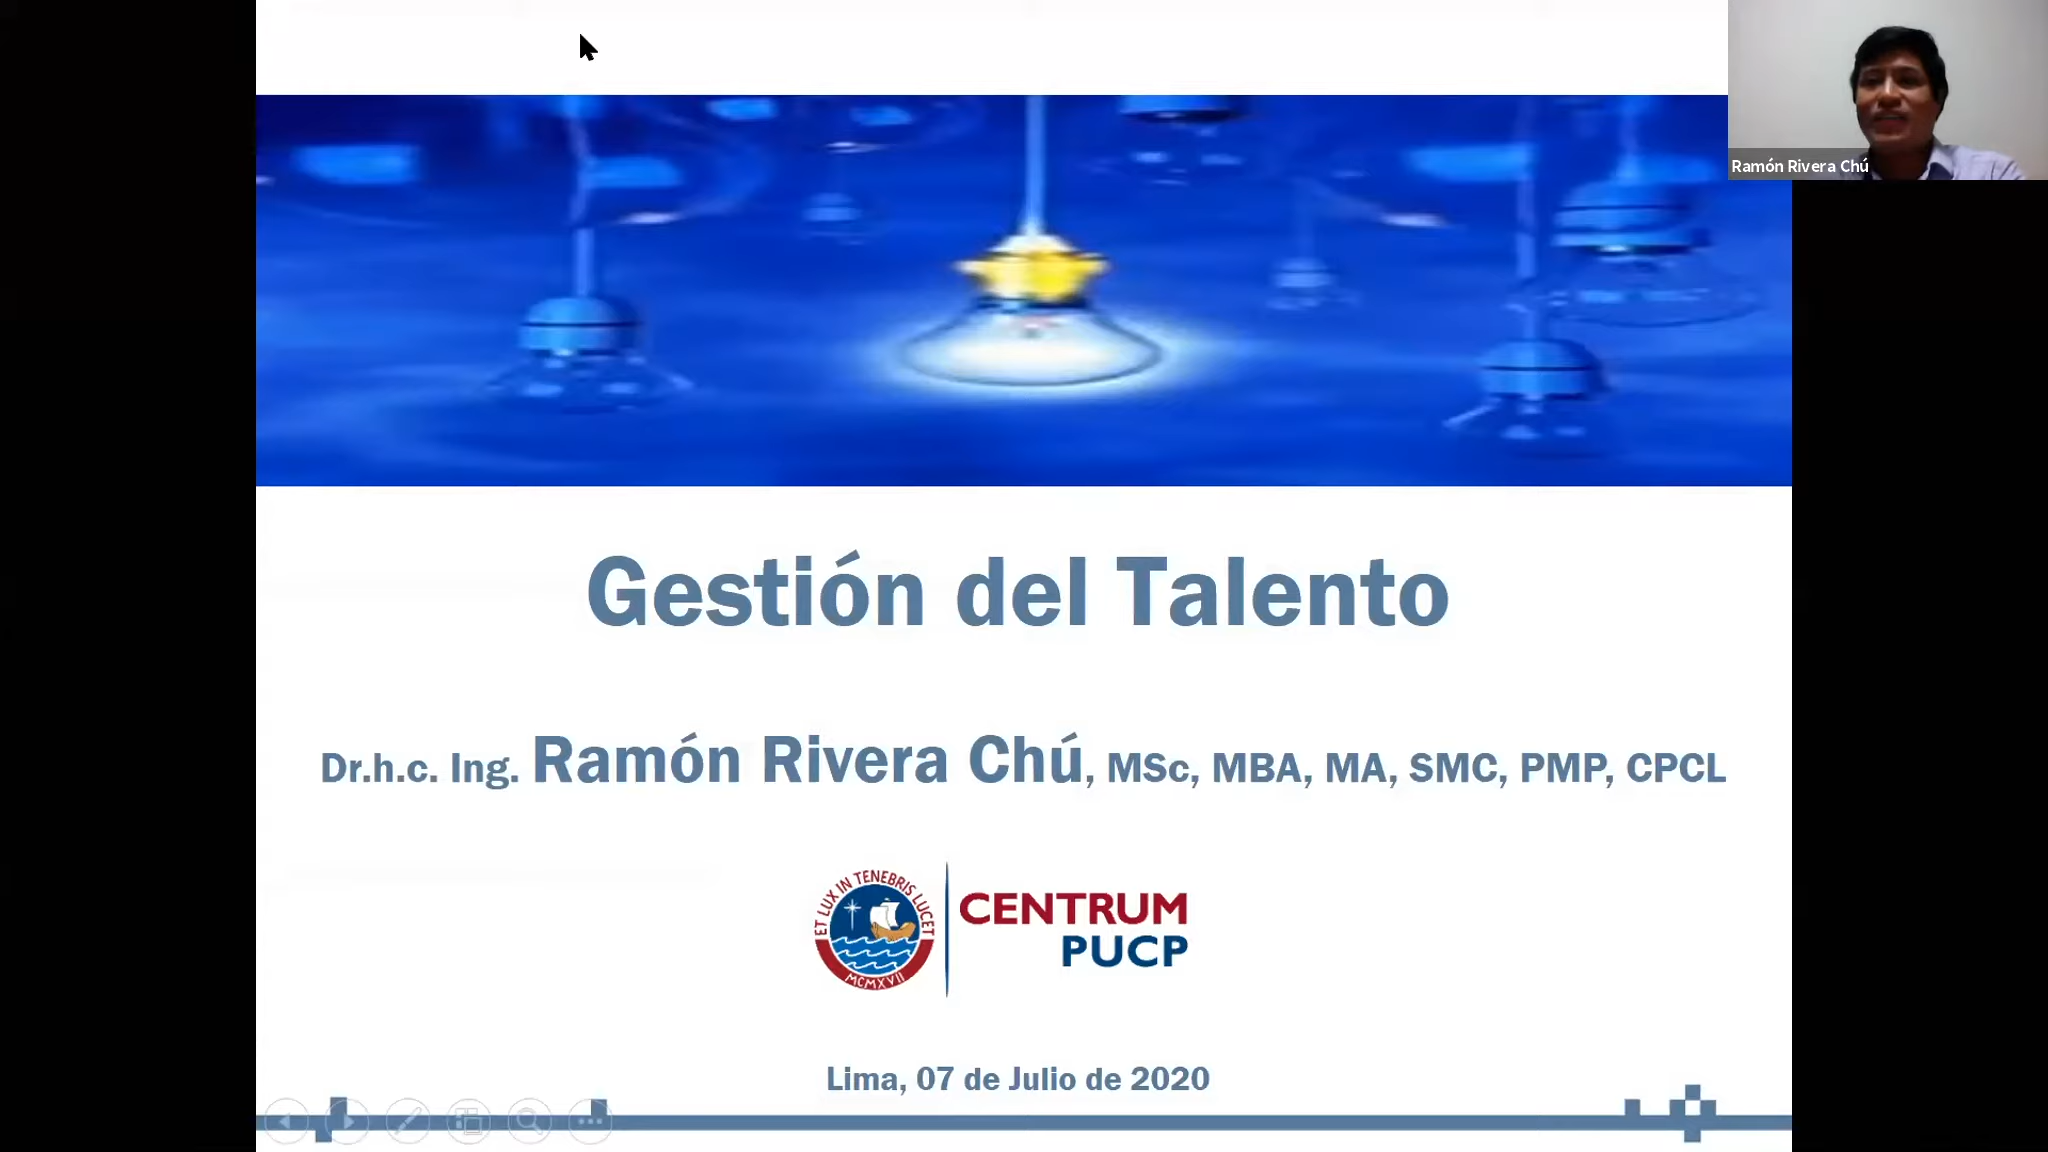 Ramón Rivera Chú
Gestión del Talento
Dr.h.c. Ing. Ramón Rivera Chú, MSc, MBA, MA, SMC, PMP, CPCL
ET LUX IN TENEBRIS LUCET
MCMXVII
CENTRUM
PUCP
Lima, 07 de Julio de 2020